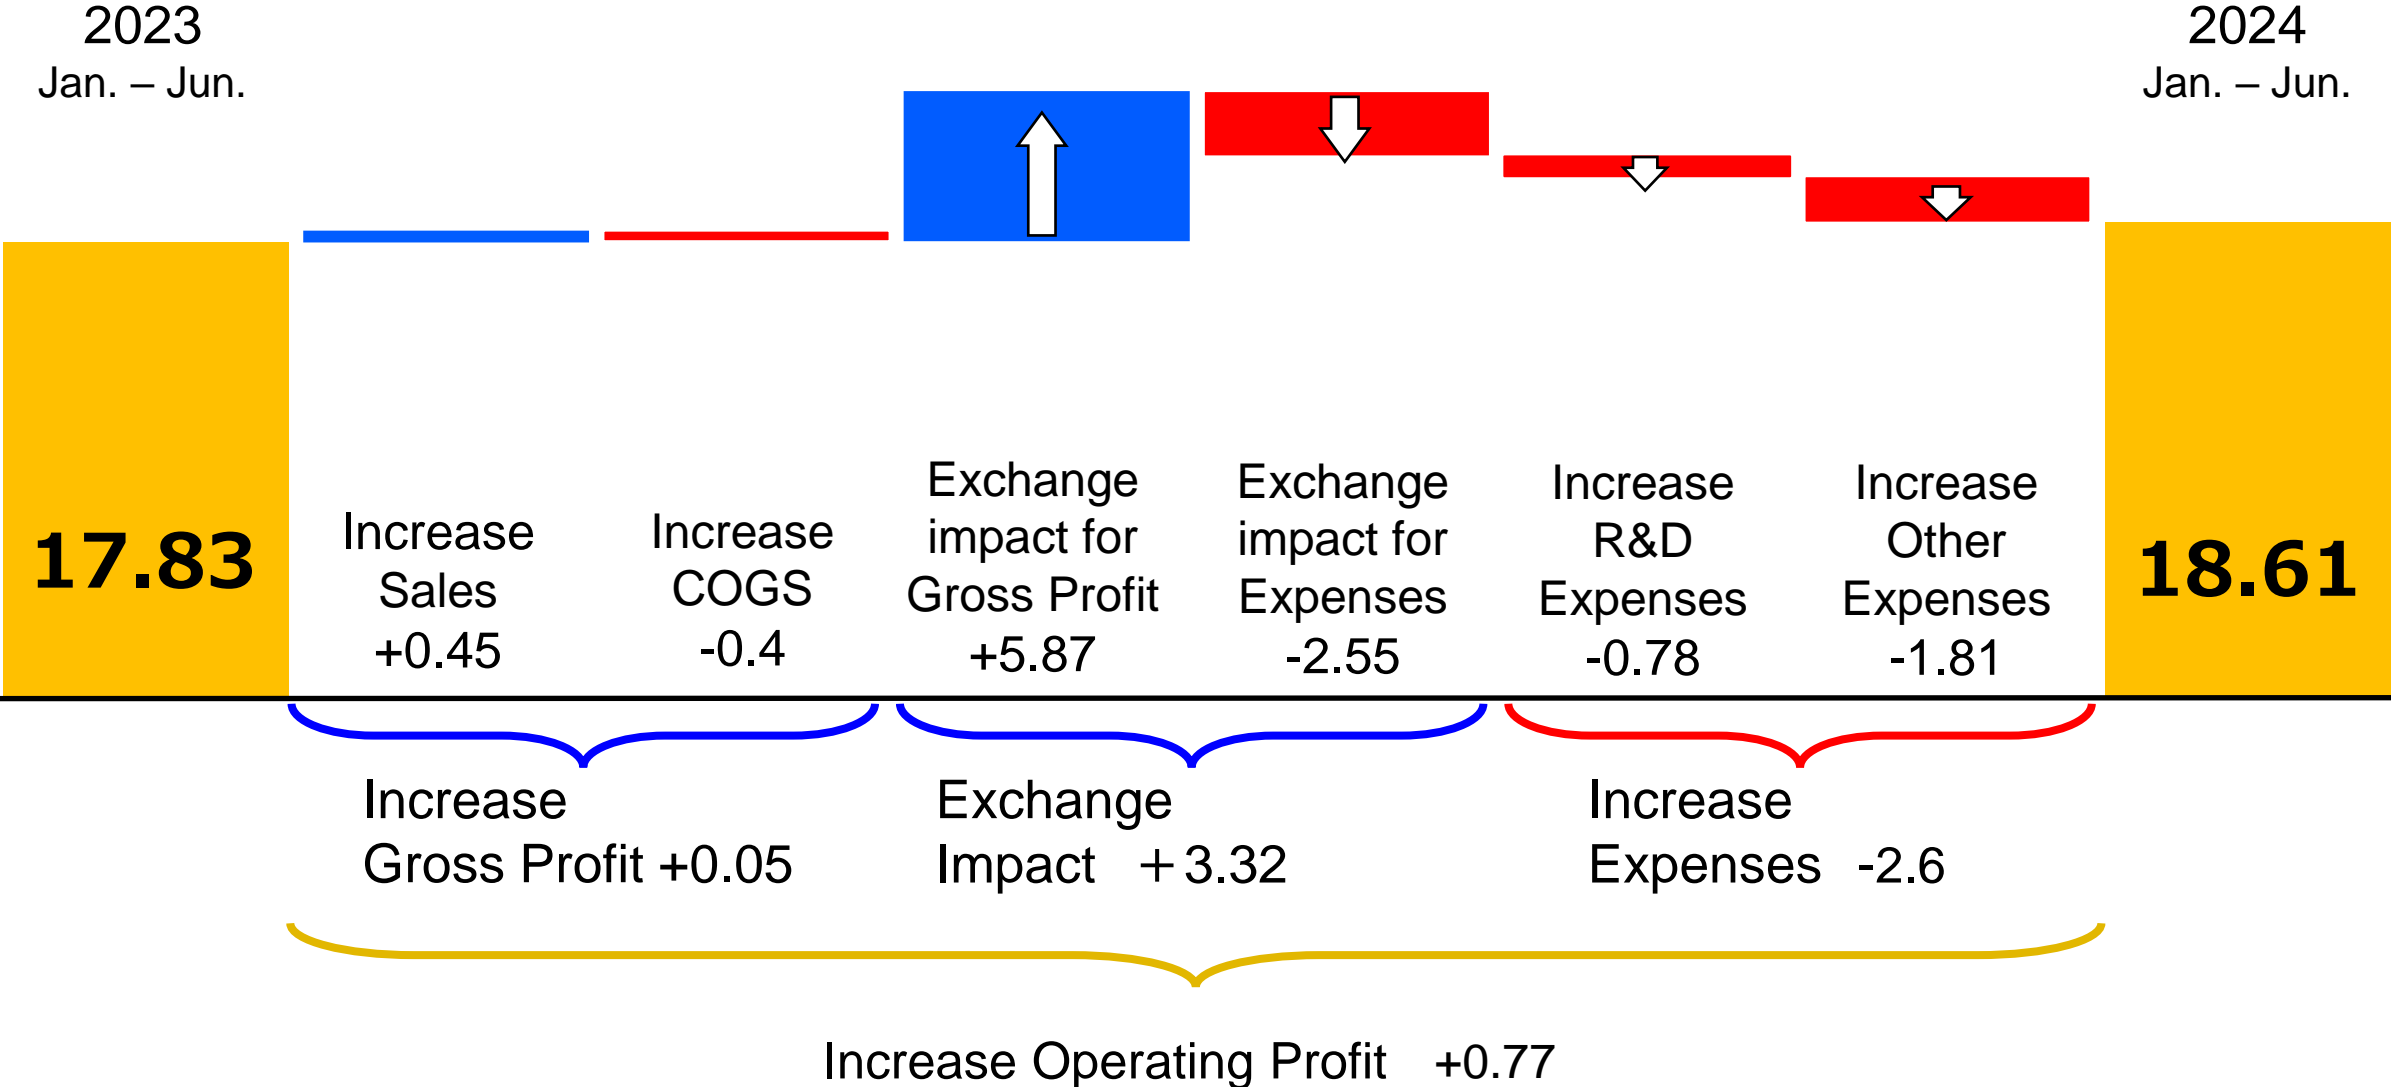 2023
Jan. – Jun.
2024
Jan. – Jun.
17.83
Increase
Sales
+0.45
Increase
COGS
-0.4
Exchange
impact for
Gross Profit
+5.87
Exchange
impact for
Expenses
-2.55
Increase
R&D
Expenses
-0.78
Increase
Other
Expenses
-1.81
18.61
Increase
Gross Profit +0.05
Exchange
Impact ＋3.32
Increase
Expenses -2.6
Increase Operating Profit +0.77